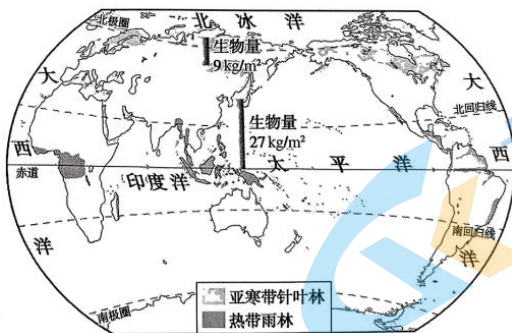 北极圈
北冰洋
生物量
9 kg/m²
大
大
生物量
27 kg/m²
北回归线
西
太平洋
西
赤道
印度洋
南回归线
洋
洋
南极圈
亚寒带针叶林
热带雨林